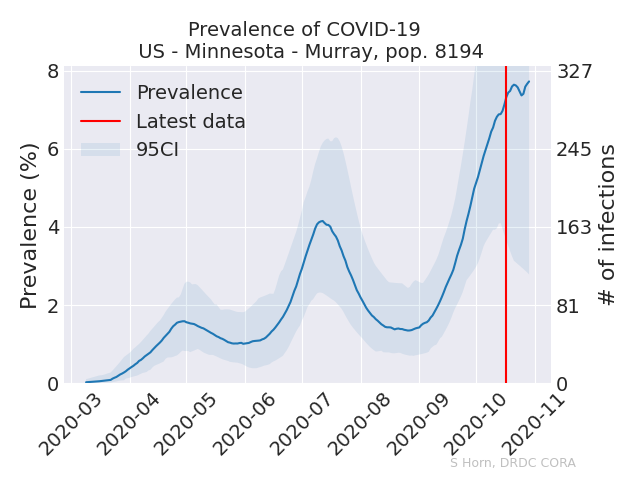 Prevalence of COVID-19
US - Minnesota - Murray, pop. 8194
Prevalence
Latest data
95CI
Prevalence (%)
8
6
4
2
0
327
245
163
81
0
# of infections
2020-03
2020-04
2020-05
2020-06
2020-07
2020-08
2020-09
2020-10
2020-11
S Horn, DRDC CORA